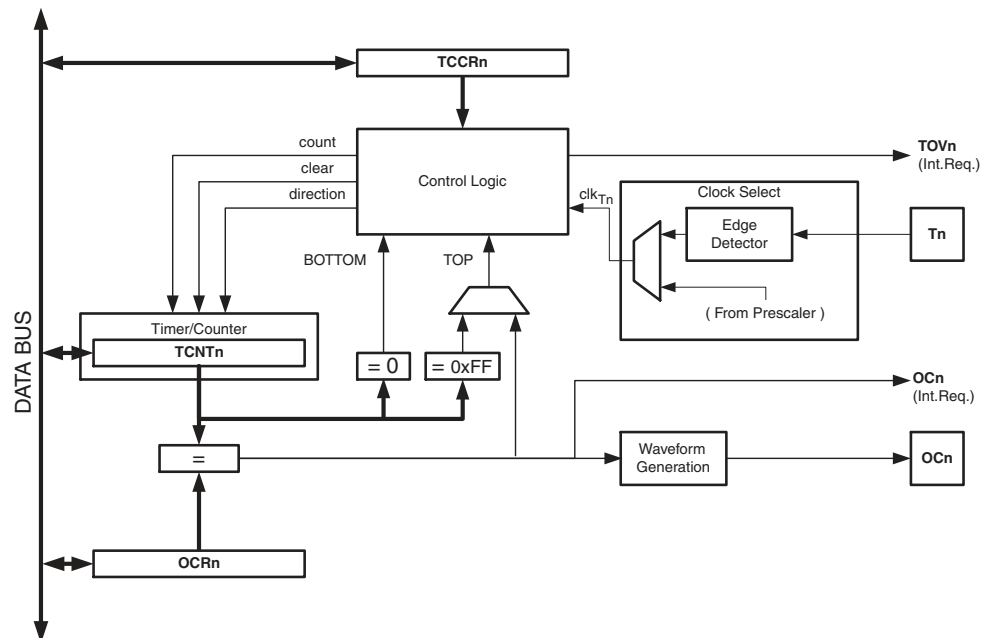 TCCRn
count
clear
direction
Control Logic
TOVn
(Int.Req.)
clkTn
Clock Select
Edge
Detector
Tn
( From Prescaler )
BOTTOM
TOP
Timer/Counter
TCNTn
= 0
= 0xFF
OCn
(Int.Req.)
=
Waveform
Generation
OCn
OCRn
DATA BUS